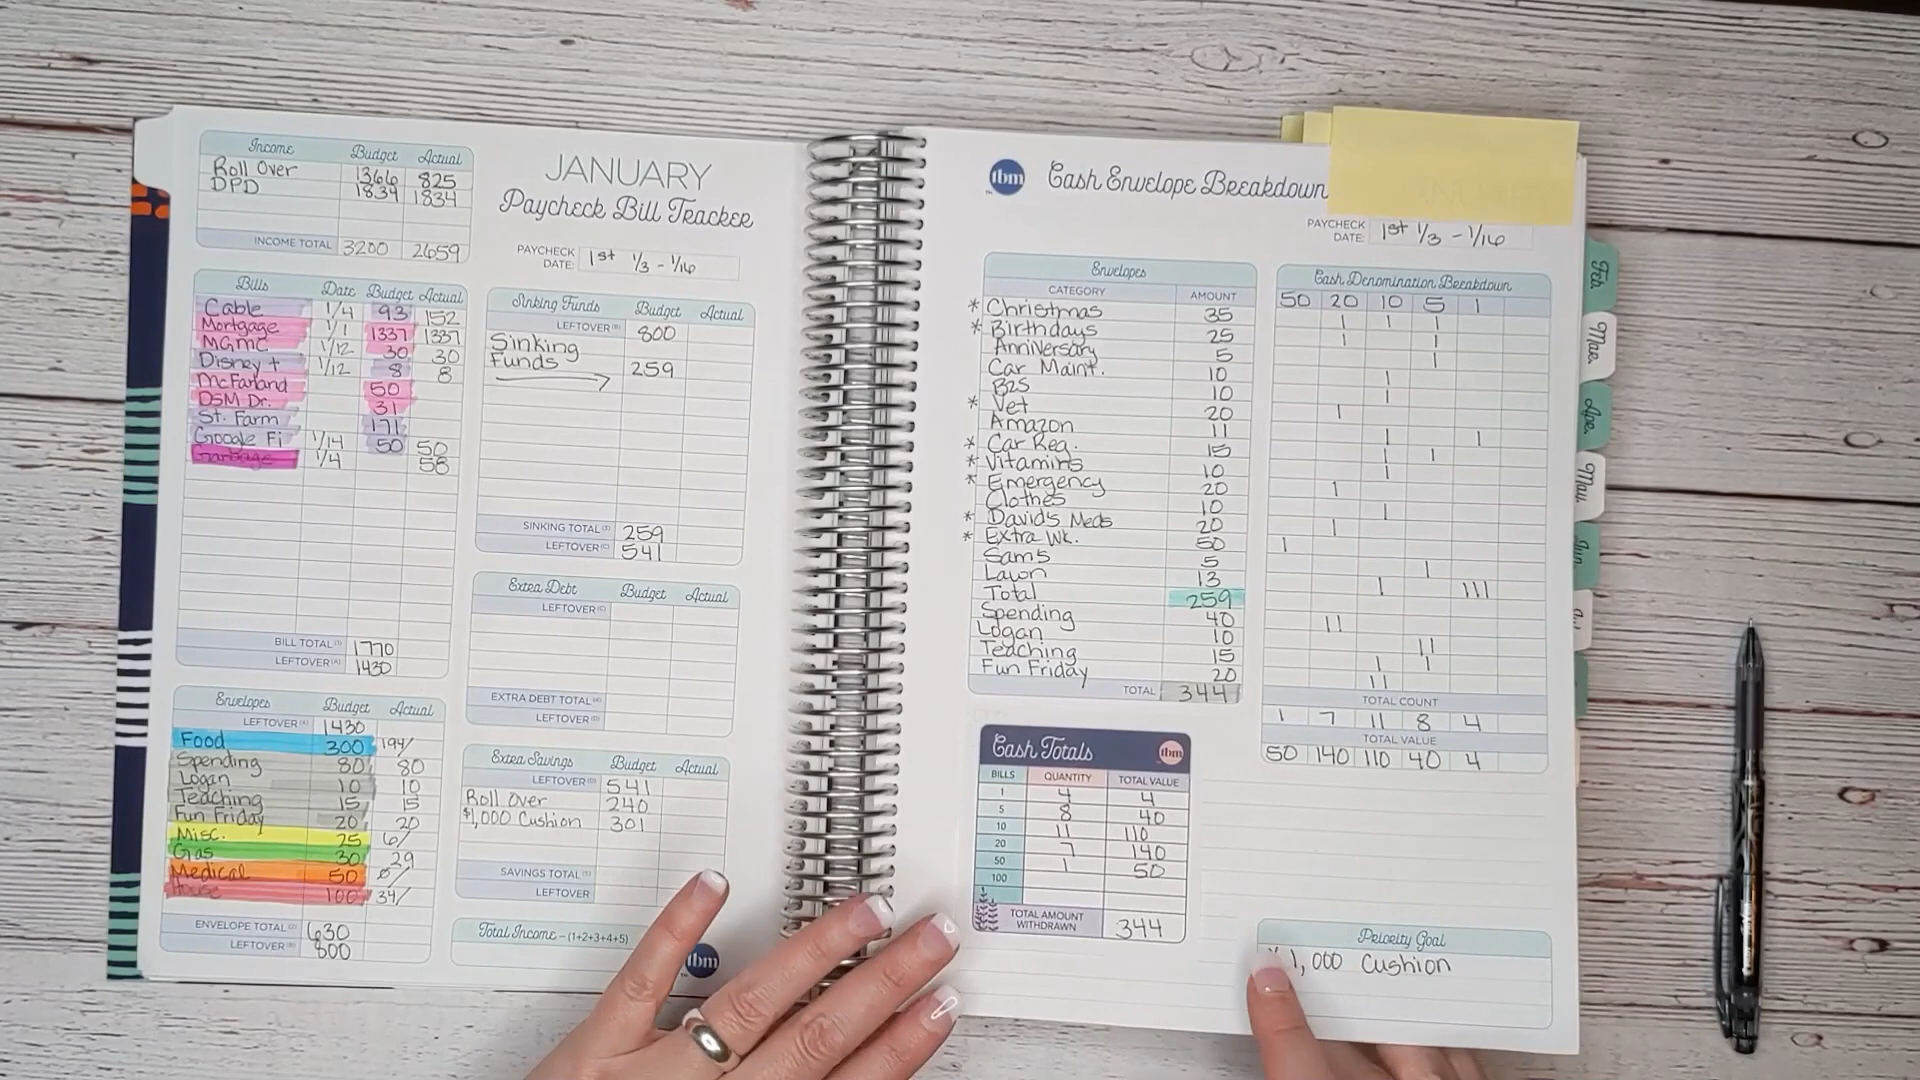 Income Budget Actual
Roll Over 1366 825
DPD 1834 1834
INCOME TOTAL 3200 2659
JANUARY
Paycheck Bill Tracker
PAYCHECK DATE: 1st 1/3 - 1/16
Bills Date Budget Actual
Cable 1/4 93 152
Mortgage 1/1 1337 1337
MGMC 1/12 30 30
Disney + 1/12 8 8
McFarland 50
DSM Dr. 31
St. Farm 171
Google Fi 1/14 50 50
Garbage 1/4 58
BILL TOTAL (1) 1770
LEFTOVER (A) 1430
Envelopes Budget Actual
LEFTOVER (A) 1430
Food 300 194/
Spending 80 80
Logan 10 10
Teaching 15 15
Fun Friday 20 20
Misc. 25 6/
Gas 30 29
Medical 50 0/
House 100 34/
ENVELOPE TOTAL (2) 630
LEFTOVER (B) 800
Sinking Funds Budget Actual
LEFTOVER (B) 800
Sinking
Funds 259
SINKING TOTAL (3) 259
LEFTOVER (C) 541
Extra Debt Budget Actual
LEFTOVER (C)
EXTRA DEBT TOTAL (4)
LEFTOVER (D)
Extra Savings Budget Actual
LEFTOVER (D) 541
Roll Over 240
$1,000 Cushion 301
SAVINGS TOTAL (5)
LEFTOVER
Total Income - (1+2+3+4+5)
tbm
tbm
Cash Envelope Breakdown
PAYCHECK DATE: 1st 1/3 - 1/16
Envelopes
CATEGORY AMOUNT
* Christmas 35
* Birthdays 25
Anniversary 5
Car Maint. 10
B2S 10
* Vet 20
Amazon 11
* Car Reg. 15
* Vitamins 10
* Emergency 20
Clothes 10
* David's Meds 20
* Extra Wk. 50
Sam's 5
Lawn 13
Total 259
Spending 40
Logan 10
Teaching 15
Fun Friday 20
TOTAL 344
Cash Denomination Breakdown
50 20 10 5 1
| | |
| |
|
|
|
|
| |
| |
|
|
|
|
|
|
| |||
||
||
| |
||
TOTAL COUNT
1 7 11 8 4
TOTAL VALUE
50 140 110 40 4
Cash Totals tbm
BILLS QUANTITY TOTAL VALUE
1 4 4
5 8 40
10 11 110
20 7 140
50 1 50
100
TOTAL AMOUNT WITHDRAWN 344
Priority Goal
1,000 Cushion
Feb.
Mar.
Apr.
May.
Jun.